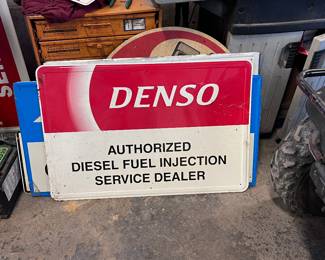 DENSO
AUTHORIZED
DIESEL FUEL INJECTION
SERVICE DEALER